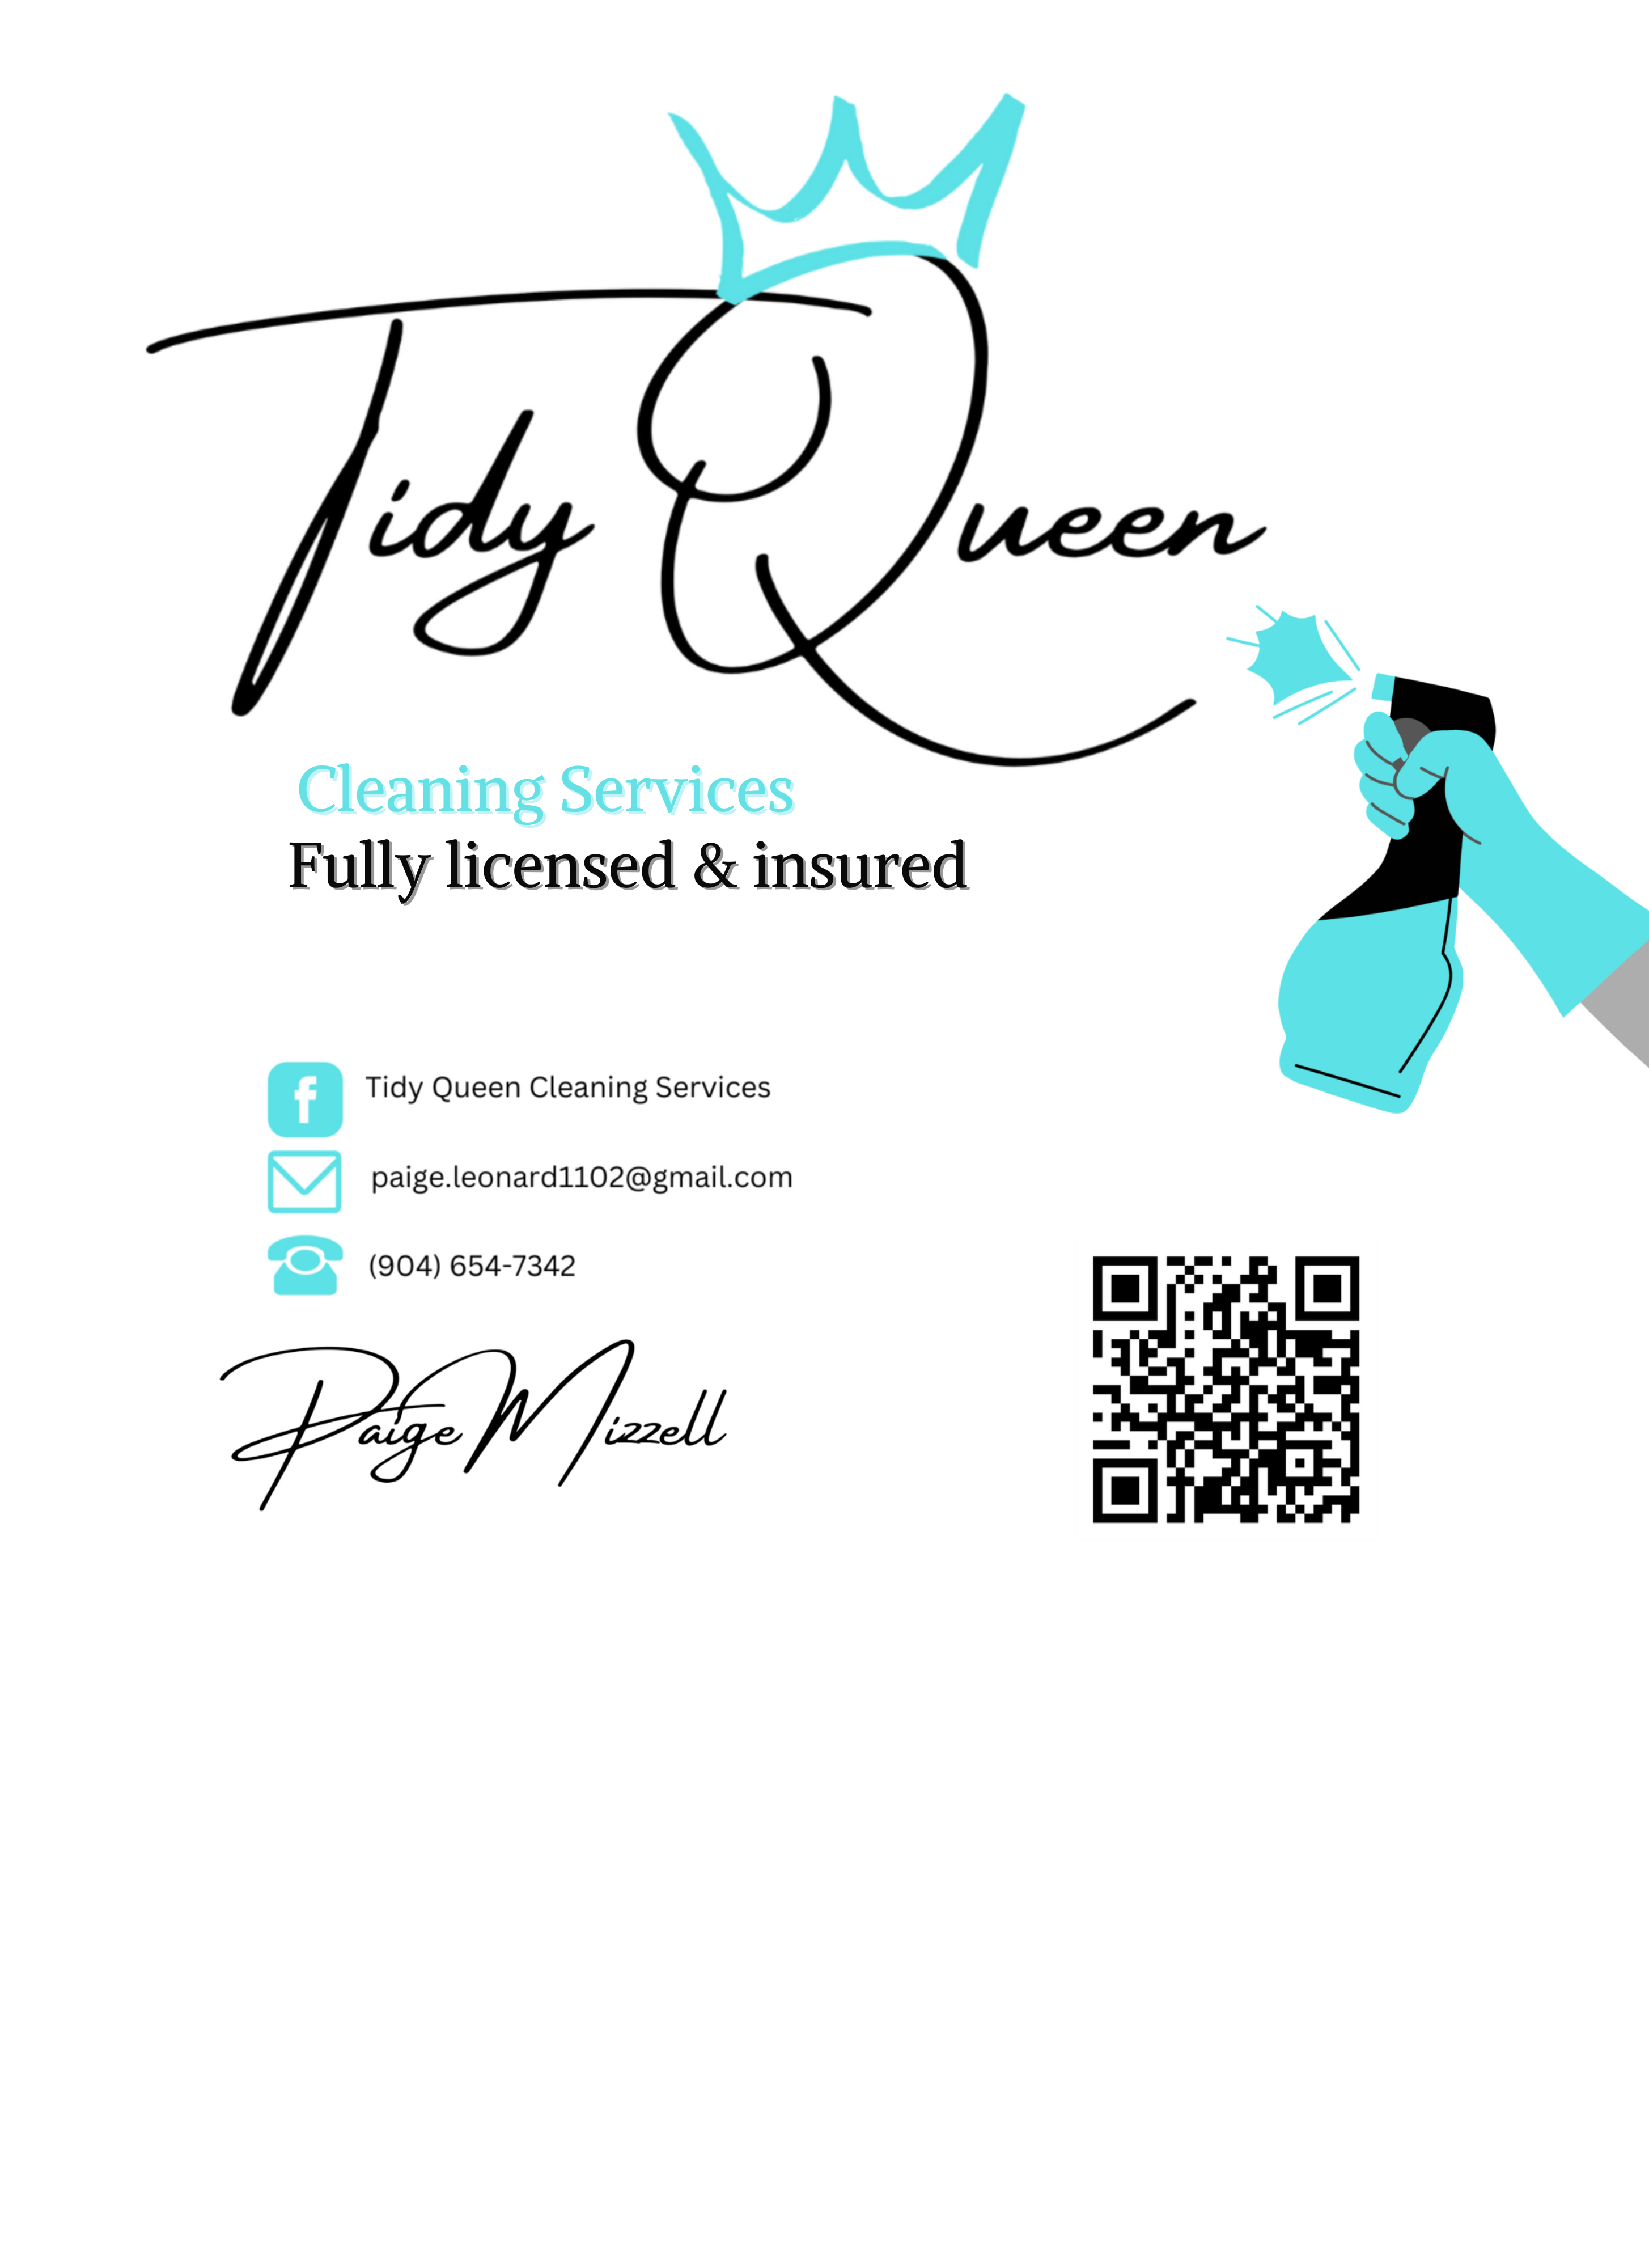 Tidy Queen
Cleaning Services
Fully licensed & insured
Tidy Queen Cleaning Services
paige.leonard1102@gmail.com
(904) 654-7342
Paige Mizzell